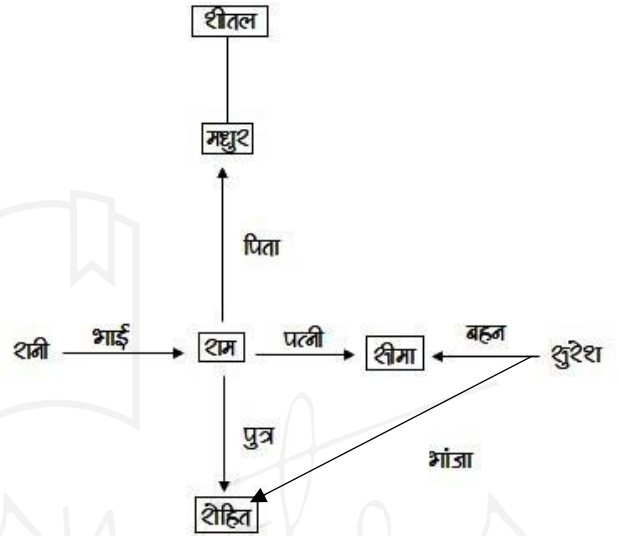 शीतल
मधुर
पिता
रानी भाई राम पत्नी सीमा बहन सुरेश
पुत्र
भांजा
रोहित